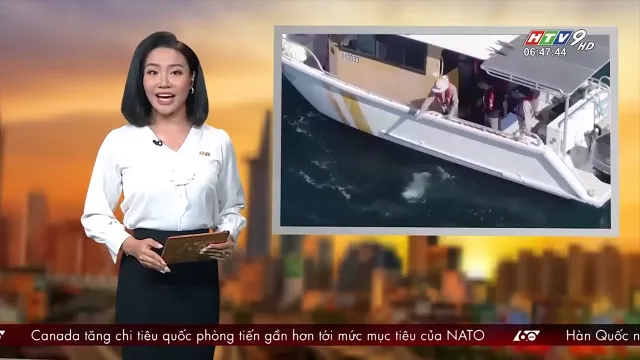 HTV9 HD
06:47:44
Canada tăng chi tiêu quốc phòng tiến gần hơn tới mức mục tiêu của NATO
60
Hàn Quốc n